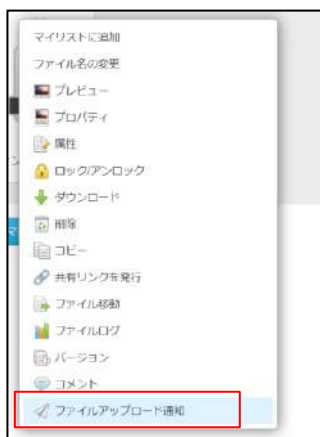 マイリストに追加
ファイル名の変更
プレビュー
プロパティ
属性
ロック/アンロック
ダウンロード
削除
コピー
共有リンクを発行
ファイル移動
ファイルログ
バージョン
コメント
ファイルアップロード通知